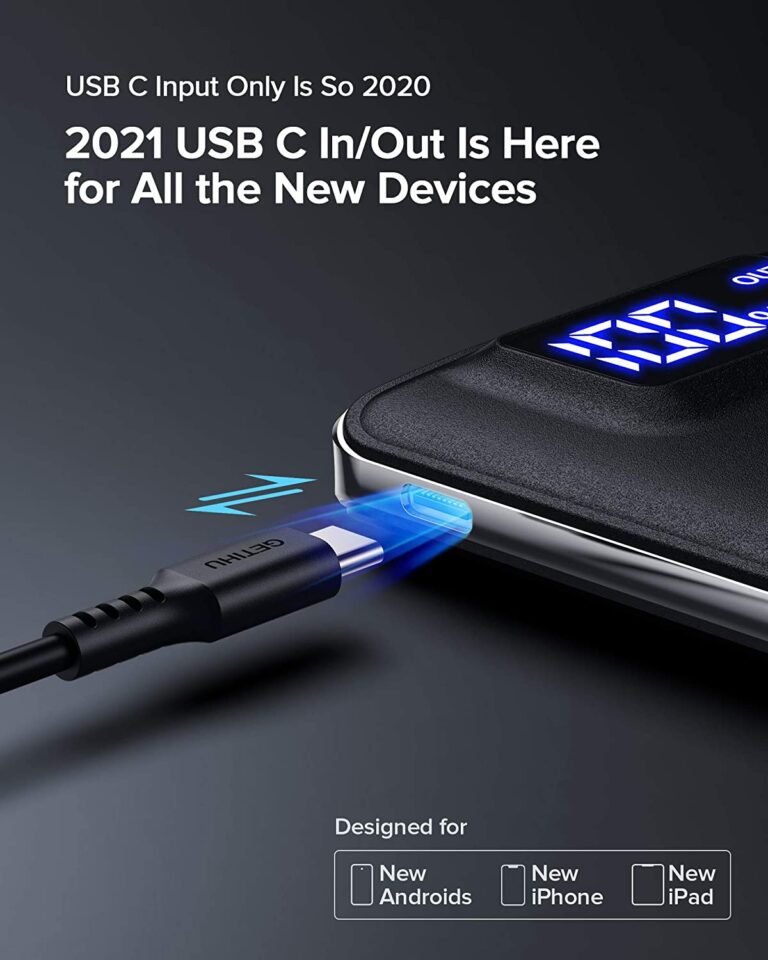 USB C Input Only Is So 2020
2021 USB C In/Out Is Here
for All the New Devices
100
GETIHU
Designed for
New
Androids
New
iPhone
New
iPad